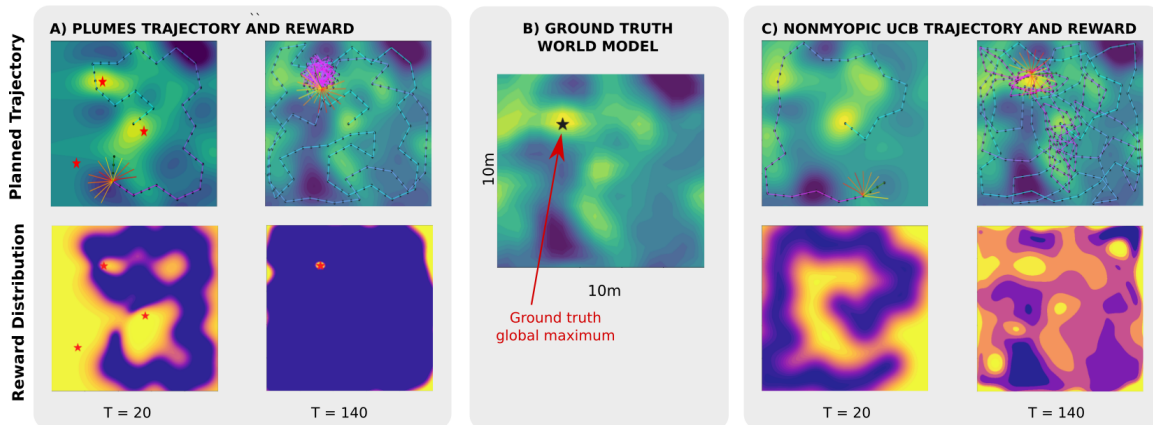 ``
A) PLUMES TRAJECTORY AND REWARD
B) GROUND TRUTH
WORLD MODEL
C) NONMYOPIC UCB TRAJECTORY AND REWARD
Planned Trajectory
10m
10m
Ground truth
global maximum
Reward Distribution
T = 20
T = 140
T = 20
T = 140